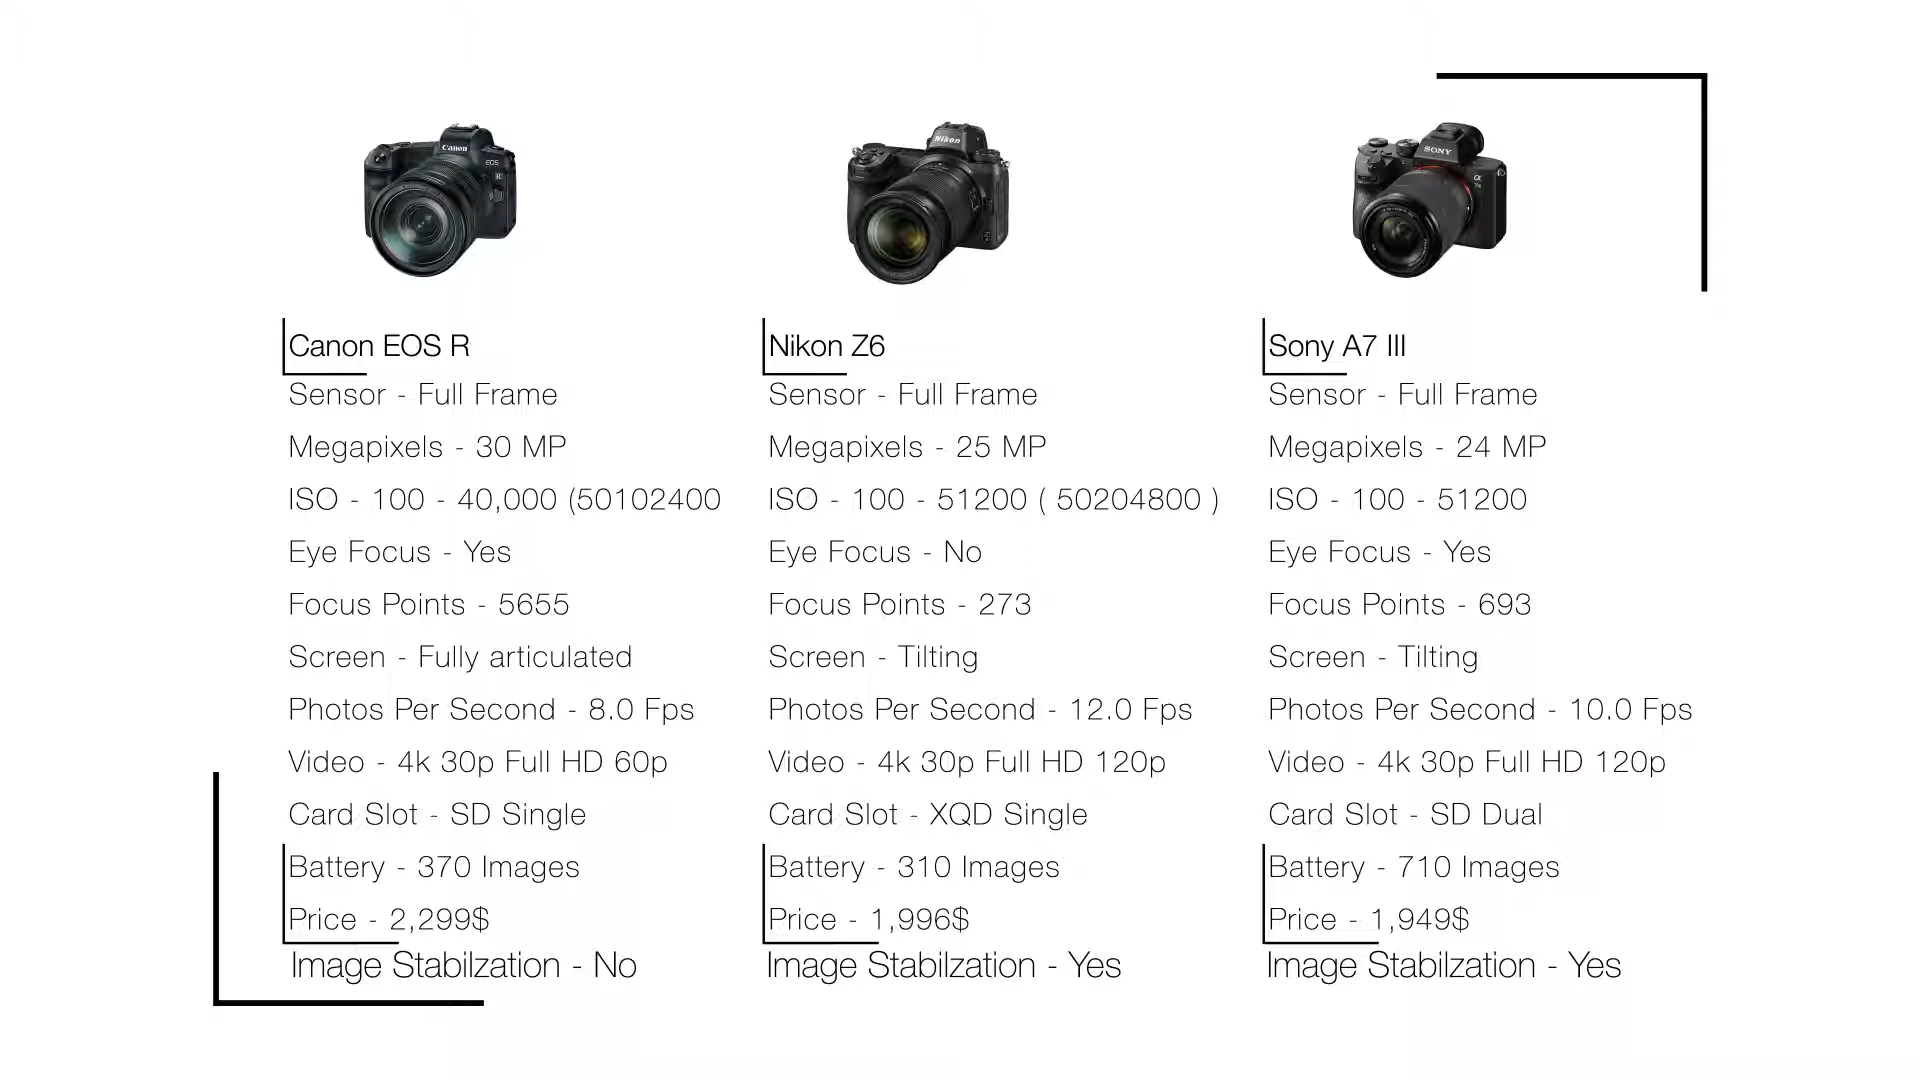 Canon
EOS
R
Nikon
SONY
α
Canon EOS R
Sensor - Full Frame
Megapixels - 30 MP
ISO - 100 - 40,000 (50102400
Eye Focus - Yes
Focus Points - 5655
Screen - Fully articulated
Photos Per Second - 8.0 Fps
Video - 4k 30p Full HD 60p
Card Slot - SD Single
Battery - 370 Images
Price - 2,299$
Image Stabilzation - No
Nikon Z6
Sensor - Full Frame
Megapixels - 25 MP
ISO - 100 - 51200 ( 50204800 )
Eye Focus - No
Focus Points - 273
Screen - Tilting
Photos Per Second - 12.0 Fps
Video - 4k 30p Full HD 120p
Card Slot - XQD Single
Battery - 310 Images
Price - 1,996$
Image Stabilzation - Yes
Sony A7 III
Sensor - Full Frame
Megapixels - 24 MP
ISO - 100 - 51200
Eye Focus - Yes
Focus Points - 693
Screen - Tilting
Photos Per Second - 10.0 Fps
Video - 4k 30p Full HD 120p
Card Slot - SD Dual
Battery - 710 Images
Price - 1,949$
Image Stabilzation - Yes